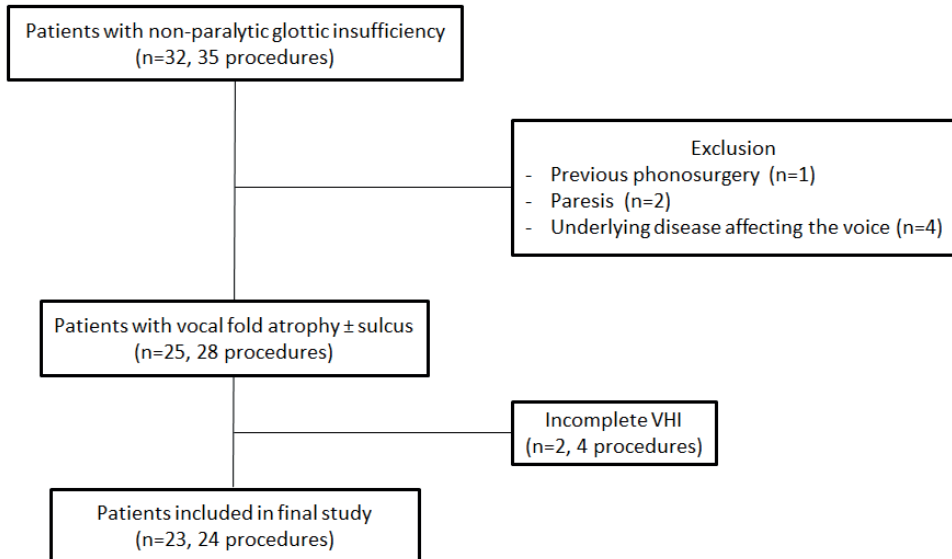 Patients with non-paralytic glottic insufficiency
(n=32, 35 procedures)
Exclusion
- Previous phonosurgery (n=1)
- Paresis (n=2)
- Underlying disease affecting the voice (n=4)
Patients with vocal fold atrophy ± sulcus
(n=25, 28 procedures)
Incomplete VHI
(n=2, 4 procedures)
Patients included in final study
(n=23, 24 procedures)